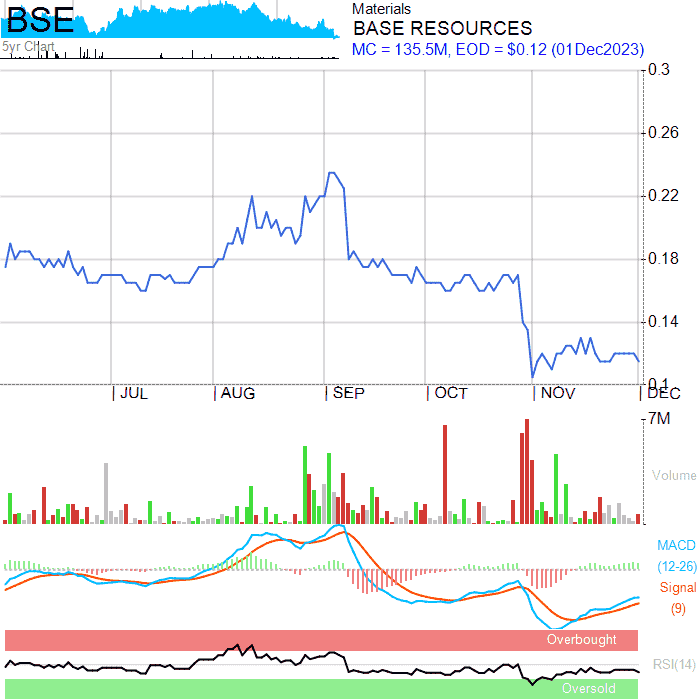 BSE
5yr Chart
Materials
BASE RESOURCES
MC = 135.5M, EOD = $0.12 (01Dec2023)
0.3
0.26
0.22
0.18
0.14
0.1
JUL AUG SEP OCT NOV DEC
7M
Volume
MACD
(12-26)
Signal
(9)
Overbought
RSI(14)
Oversold